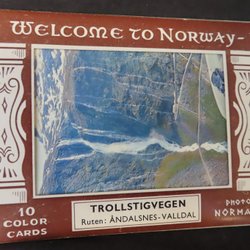 WELCOME TO NORWAY-
TROLLSTIGVEGEN
Ruten: ÅNDALSNES-VALLDAL
10
COLOR
CARDS
PHOTO
NORMA